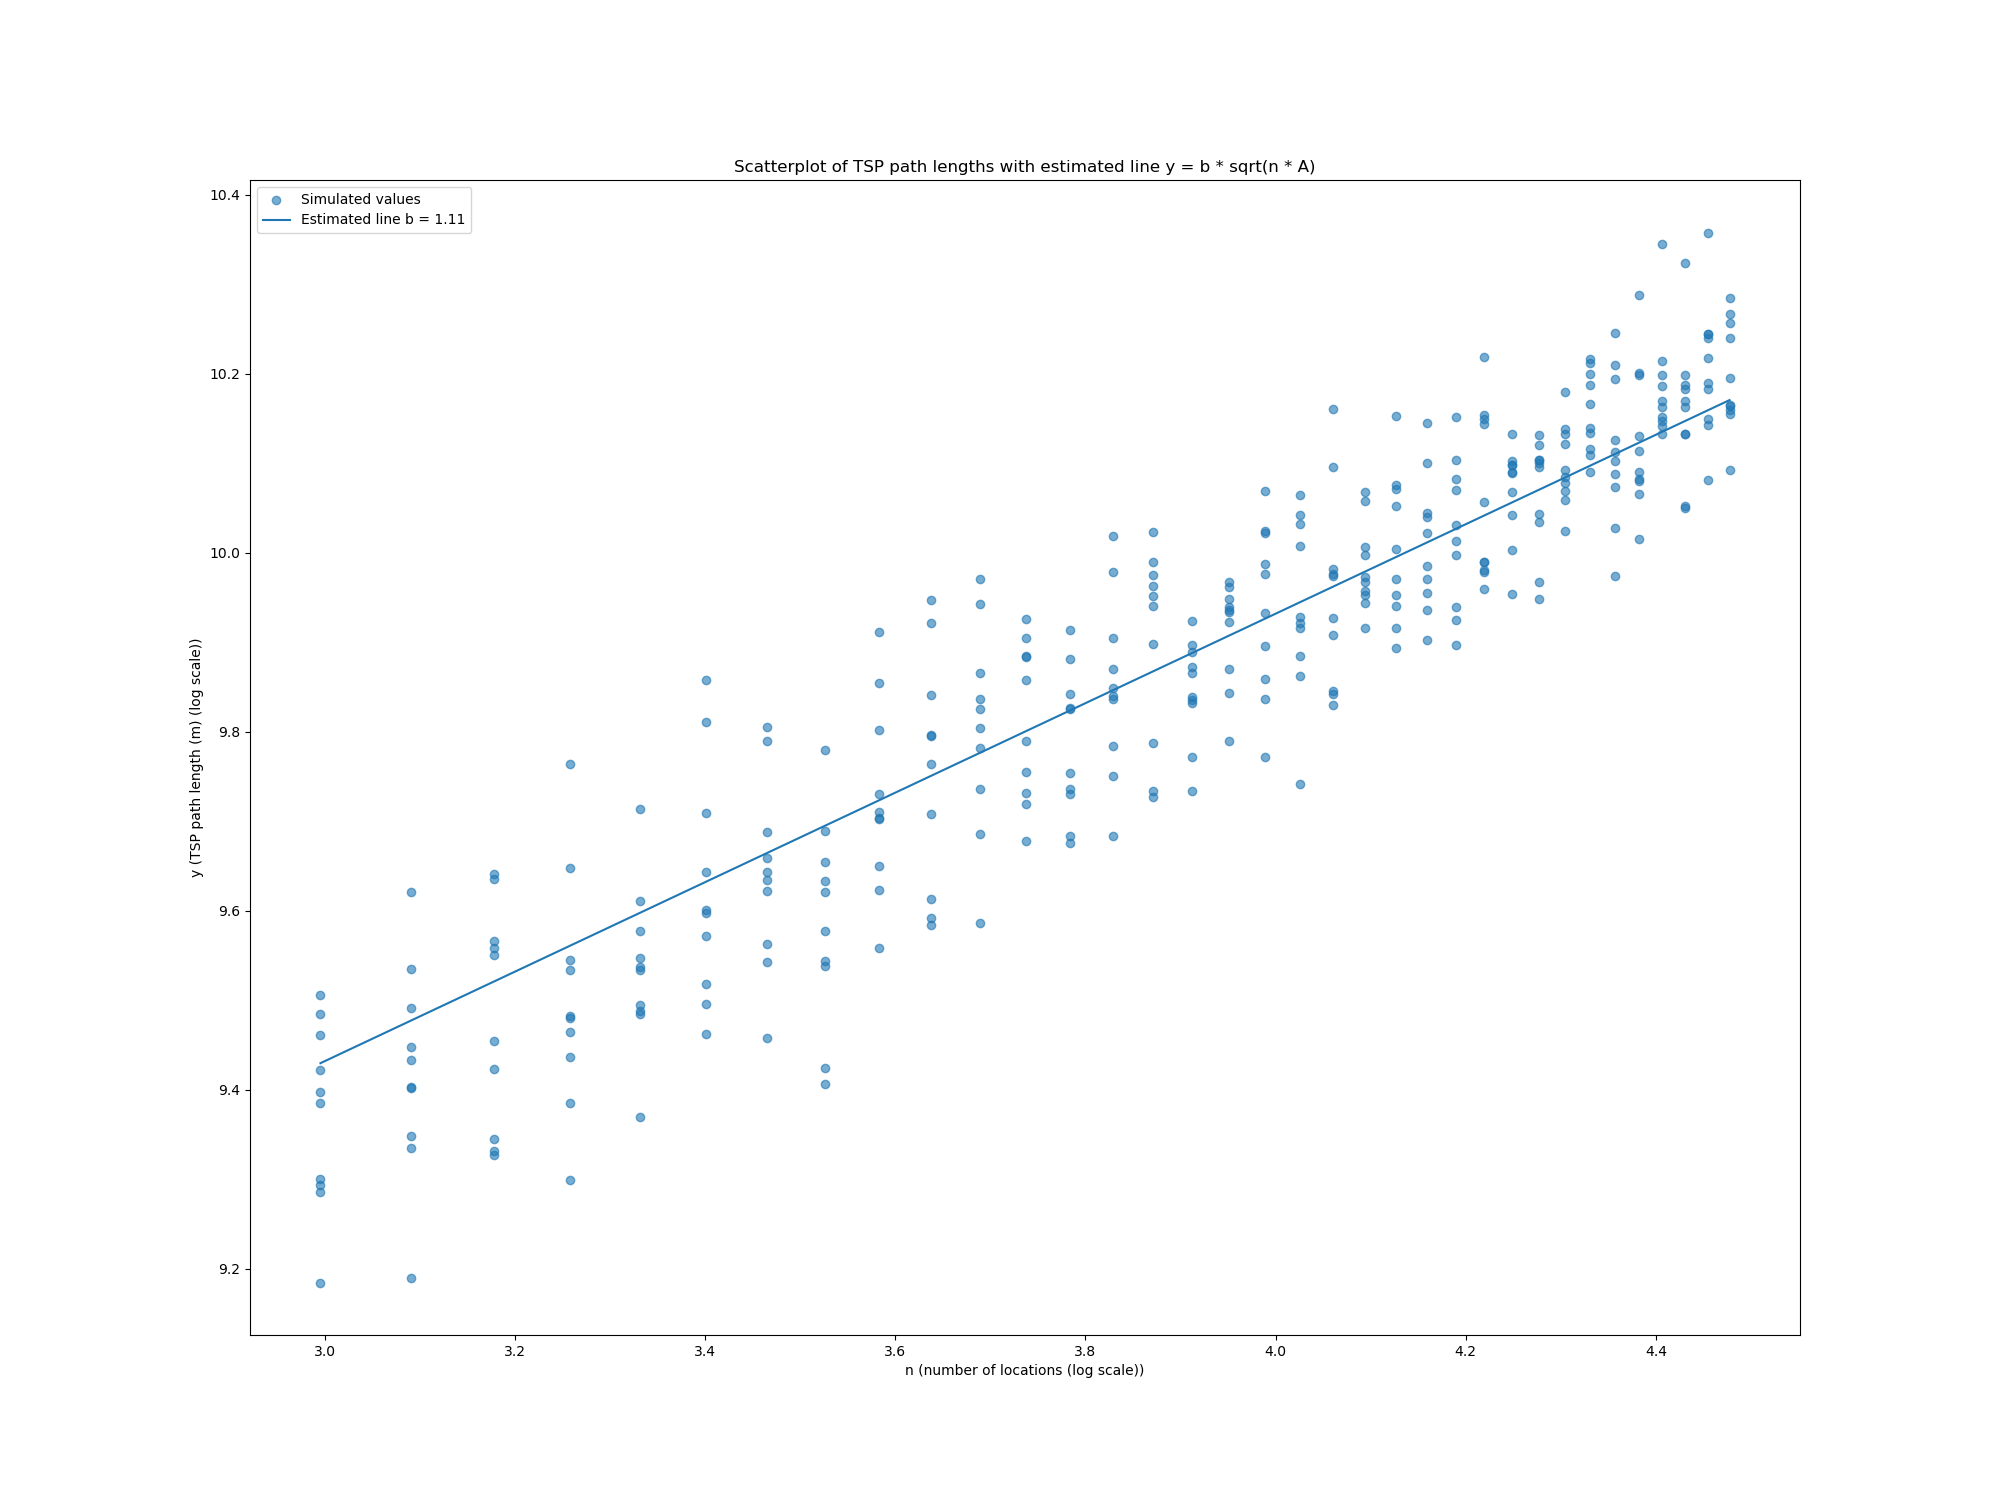 Scatterplot of TSP path lengths with estimated line y = b * sqrt(n * A)
Simulated values
Estimated line b = 1.11
10.4
10.2
10.0
9.8
9.6
9.4
9.2
y (TSP path length (m) (log scale))
3.0 3.2 3.4 3.6 3.8 4.0 4.2 4.4
n (number of locations (log scale))